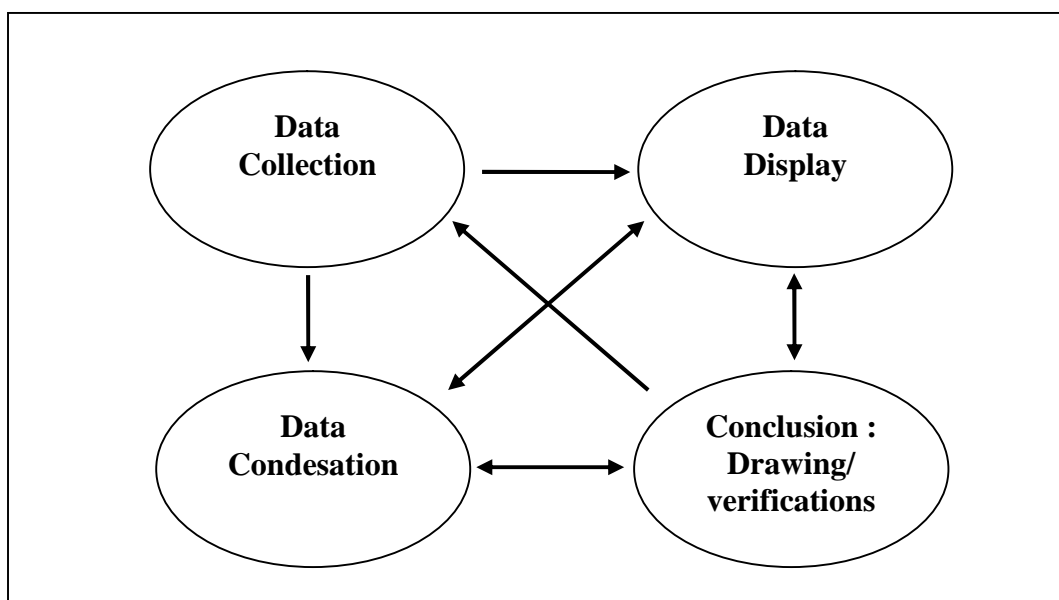 Data
Collection
Data
Display
Data
Condesation
Conclusion :
Drawing/
verifications